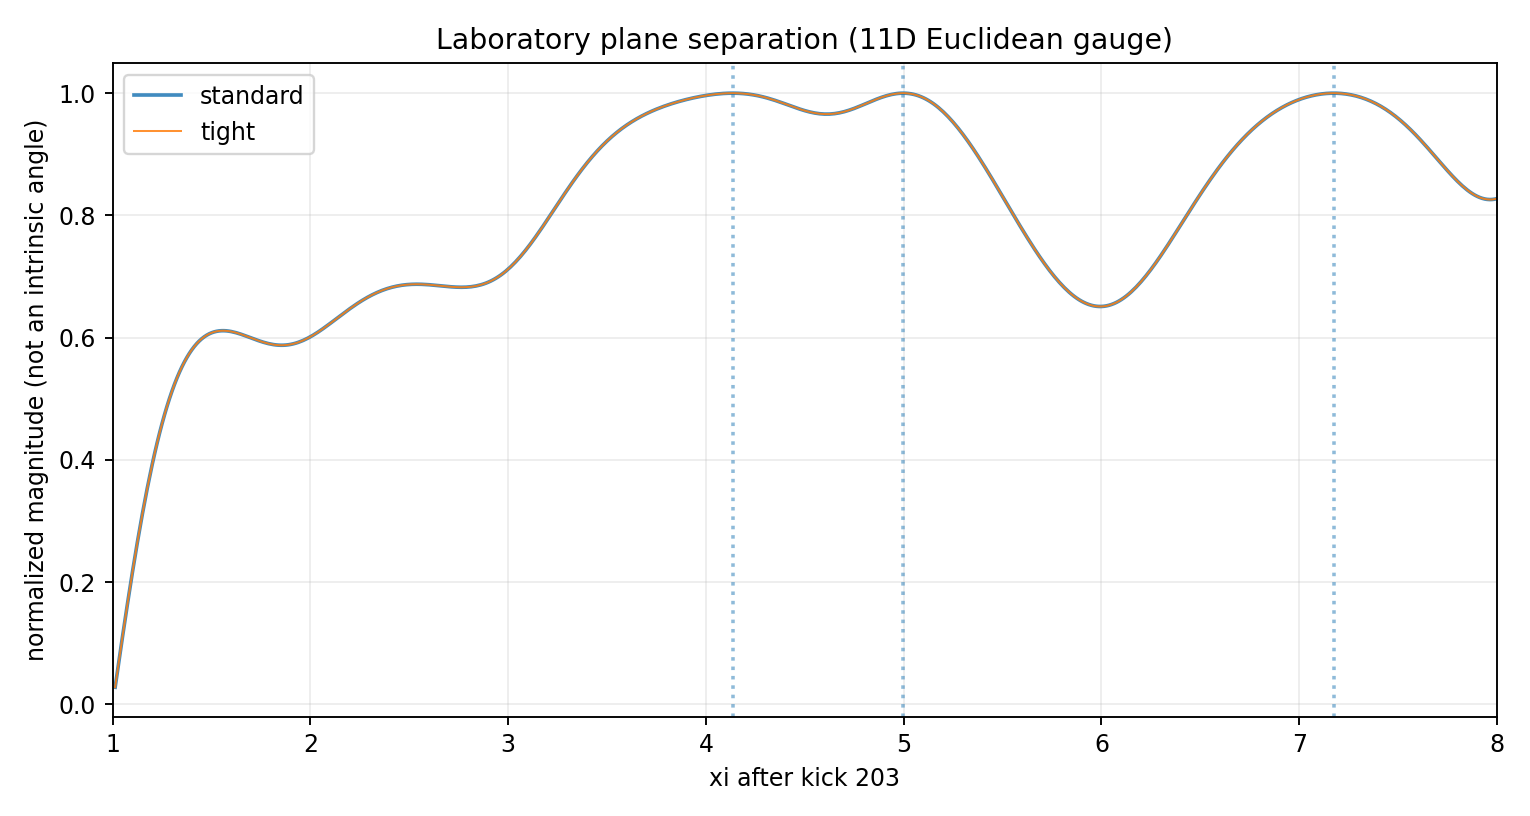 Laboratory plane separation (11D Euclidean gauge)
standard
tight
normalized magnitude (not an intrinsic angle)
1.0
0.8
0.6
0.4
0.2
0.0
1 2 3 4 5 6 7 8
xi after kick 203